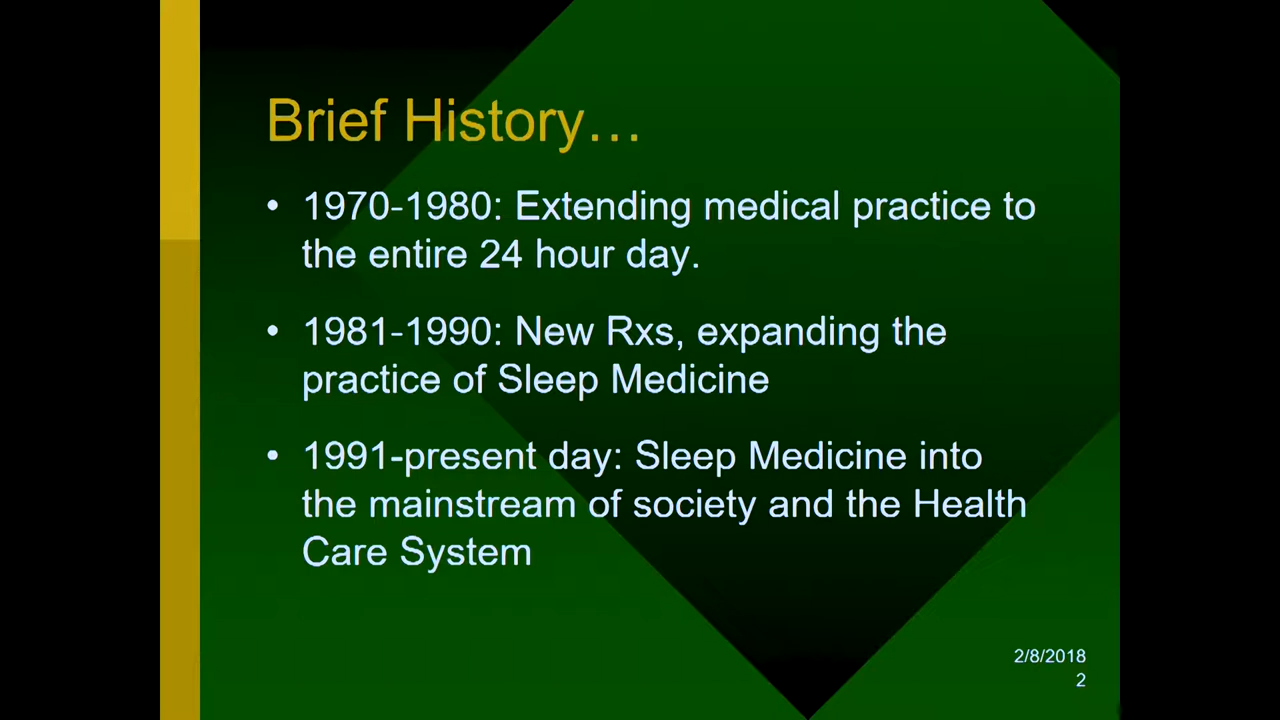 Brief History…
• 1970-1980: Extending medical practice to
the entire 24 hour day.
• 1981-1990: New Rxs, expanding the
practice of Sleep Medicine
• 1991-present day: Sleep Medicine into
the mainstream of society and the Health
Care System
2/8/2018
2